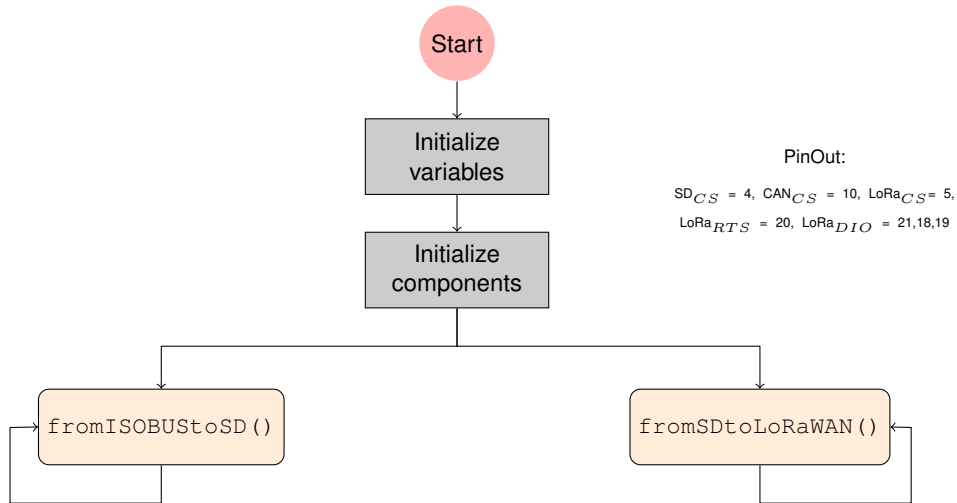 Start
Initialize
variables
PinOut:
SD_CS = 4, CAN_CS = 10, LoRa_CS= 5,
LoRa_RTS = 20, LoRa_DIO = 21,18,19
Initialize
components
fromISOBUStoSD()
fromSDtoLoRaWAN()